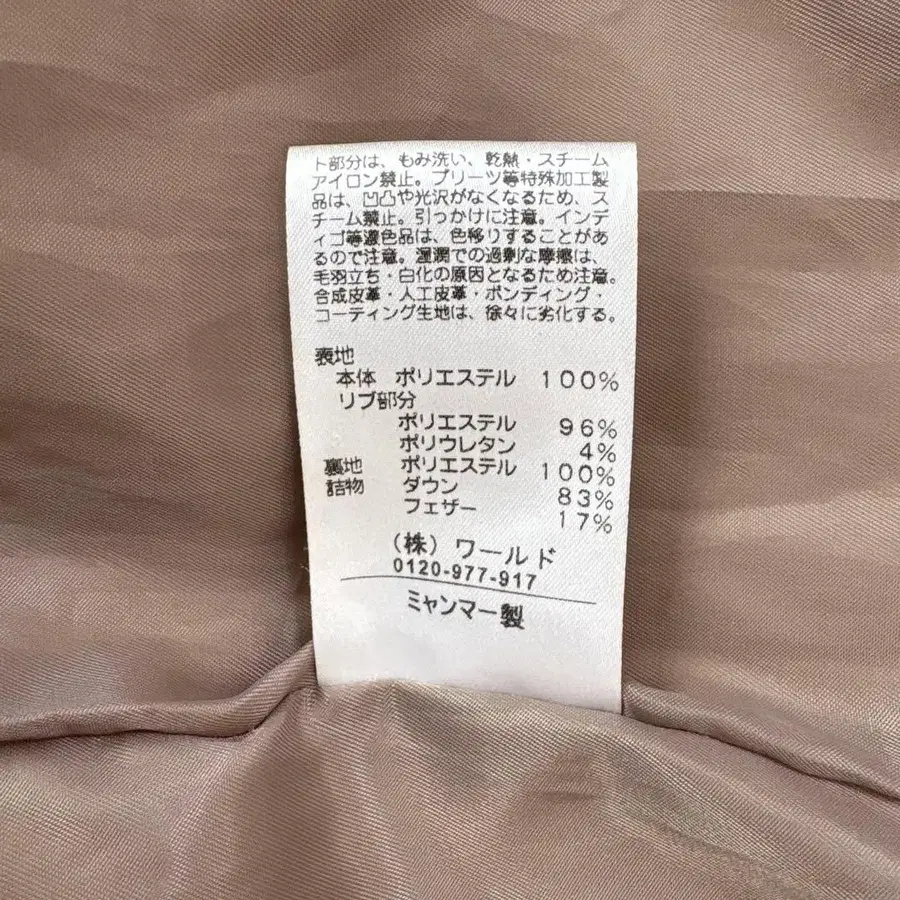 ト部分は、もみ洗い、乾熱・スチーム
アイロン禁止。プリーツ等特殊加工製
品は、凹凸や光沢がなくなるため、ス
チーム禁止。引っかけに注意。インデ
ィゴ等濃色品は、色移りすることがあ
るので注意。湿潤での過剰な摩擦は、
毛羽立ち・白化の原因となるため注意。
合成皮革・人工皮革・ボンディング・
コーティング生地は、徐々に劣化する。
表地
本体 ポリエステル 100%
リブ部分
ポリエステル 96%
ポリウレタン 4%
裏地 ポリエステル 100%
詰物 ダウン 83%
フェザー 17%
(株)ワールド
0120-977-917
ミャンマー製